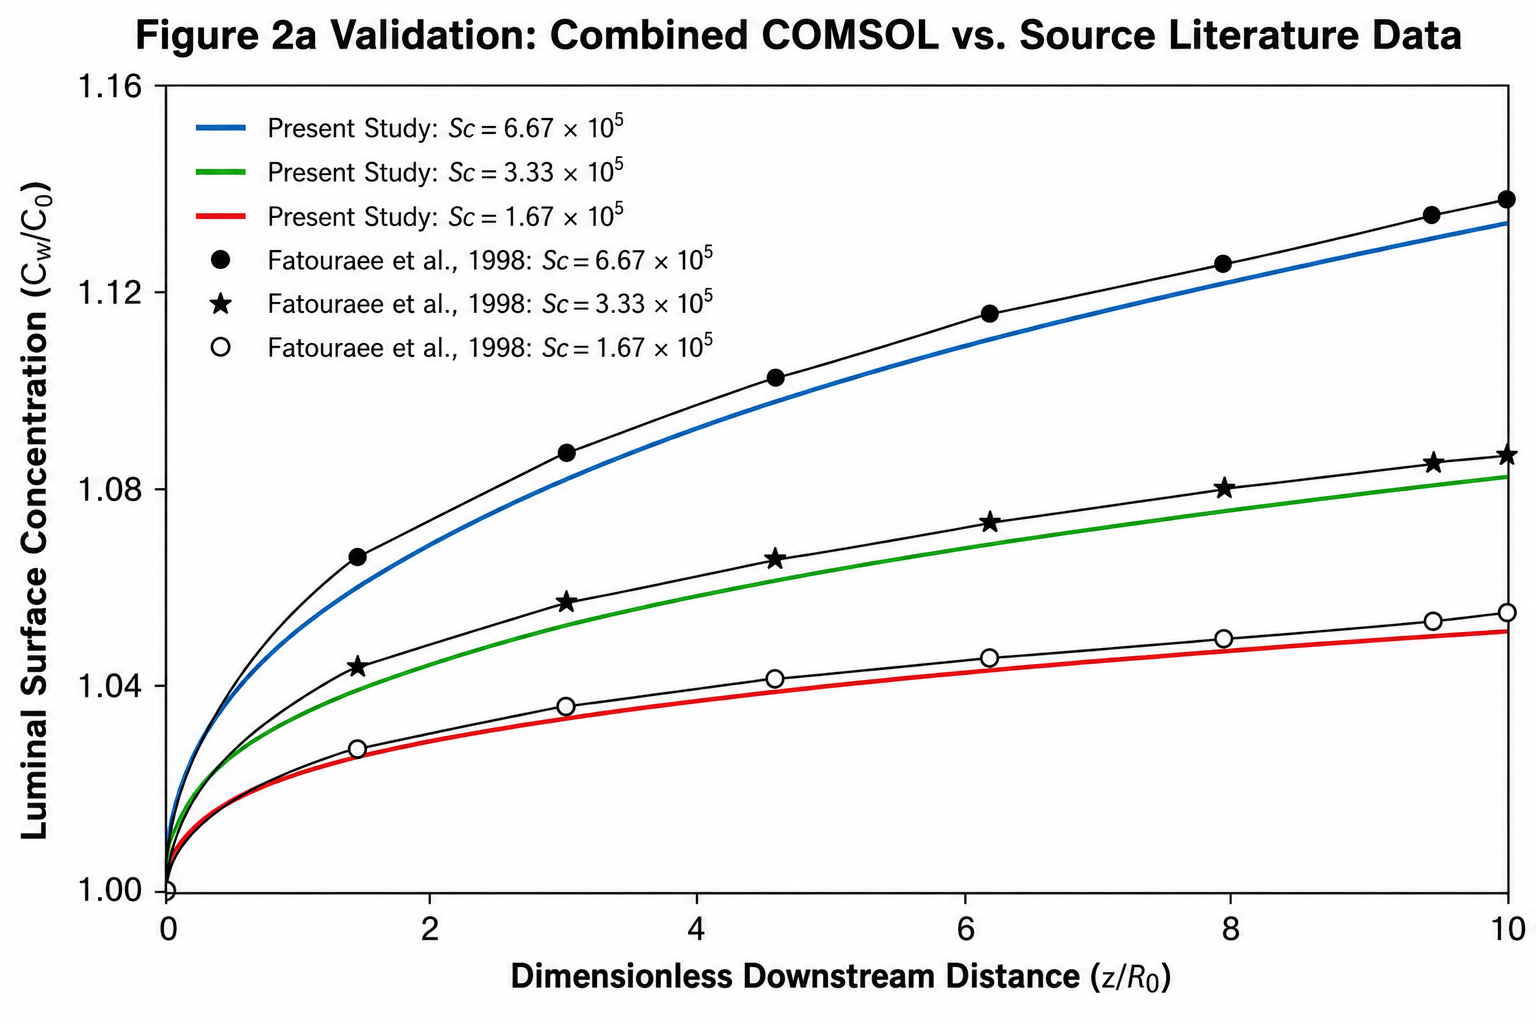 Figure 2a Validation: Combined COMSOL vs. Source Literature Data
1.16
1.12
1.08
1.04
1.00
Luminal Surface Concentration (Cw/C0)
Present Study: Sc = 6.67 × 10^5
Present Study: Sc = 3.33 × 10^5
Present Study: Sc = 1.67 × 10^5
Fatouraee et al., 1998: Sc = 6.67 × 10^5
Fatouraee et al., 1998: Sc = 3.33 × 10^5
Fatouraee et al., 1998: Sc = 1.67 × 10^5
0 2 4 6 8 10
Dimensionless Downstream Distance (z/R0)